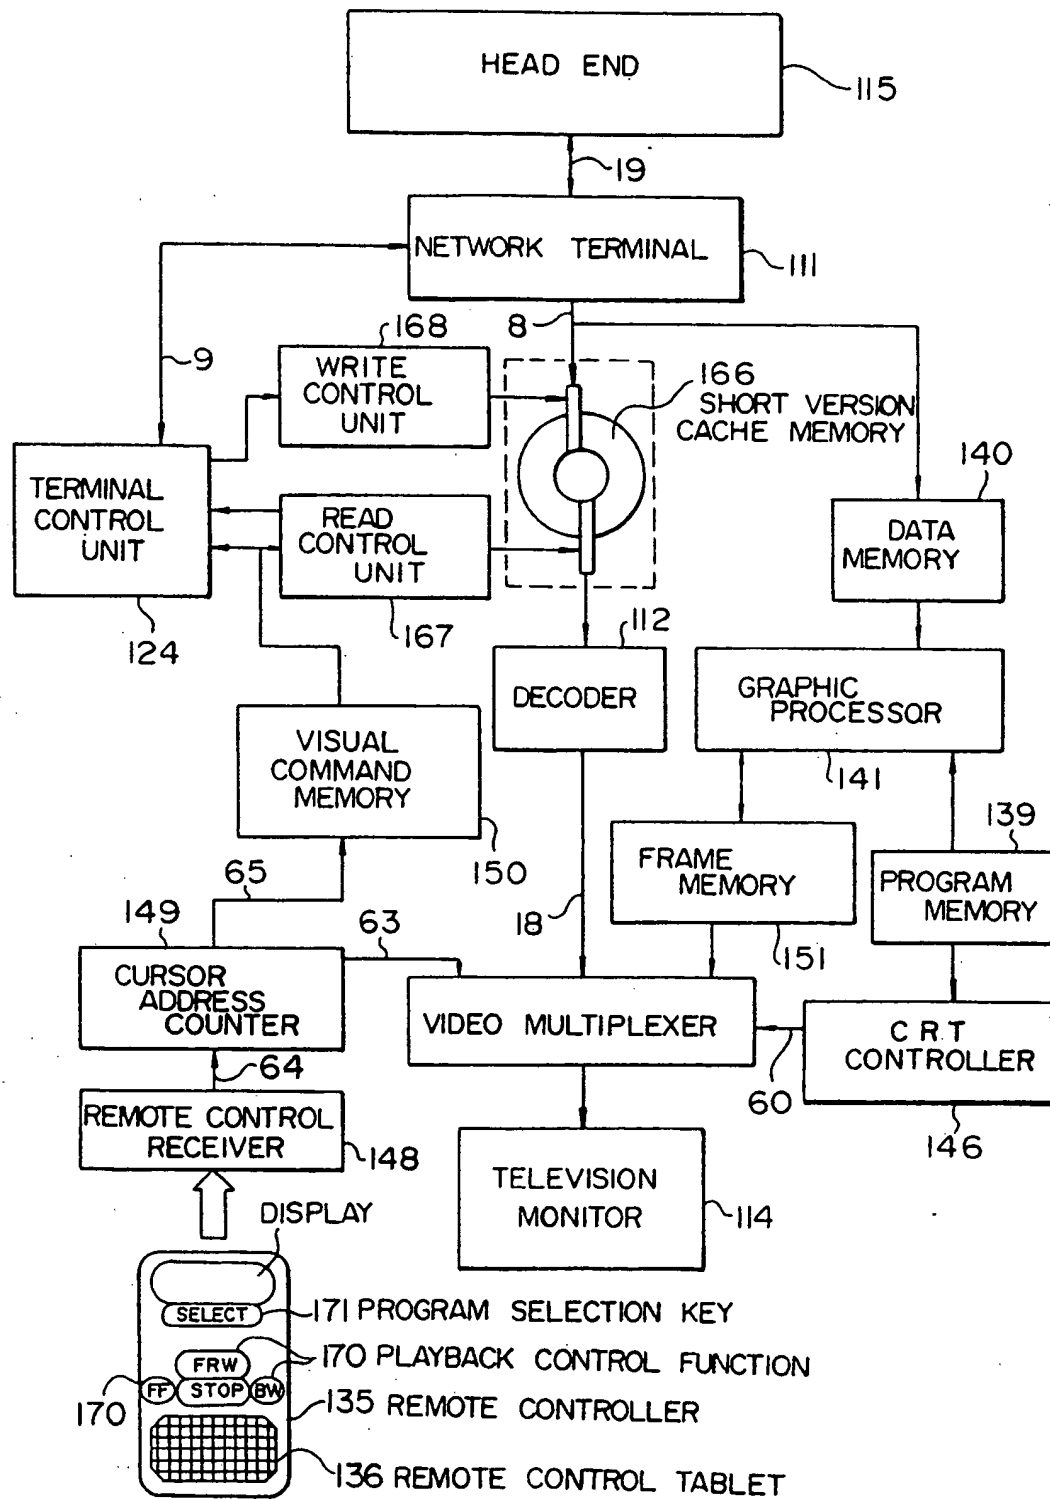 HEAD END
115
19
NETWORK TERMINAL
111
8
9
168
WRITE
CONTROL
UNIT
166
SHORT VERSION
CACHE MEMORY
140
TERMINAL
CONTROL
UNIT
READ
CONTROL
UNIT
DATA
MEMORY
124
167
112
DECODER
GRAPHIC
PROCESSOR
141
VISUAL
COMMAND
MEMORY
150
139
FRAME
MEMORY
PROGRAM
MEMORY
65
18
149
63
151
CURSOR
ADDRESS
COUNTER
VIDEO MULTIPLEXER
CRT
CONTROLLER
64
60
REMOTE CONTROL
RECEIVER
148
146
TELEVISION
MONITOR
114
DISPLAY
SELECT
171 PROGRAM SELECTION KEY
FRW
170 PLAYBACK CONTROL FUNCTION
FF
STOP
BW
170
135 REMOTE CONTROLLER
136 REMOTE CONTROL TABLET